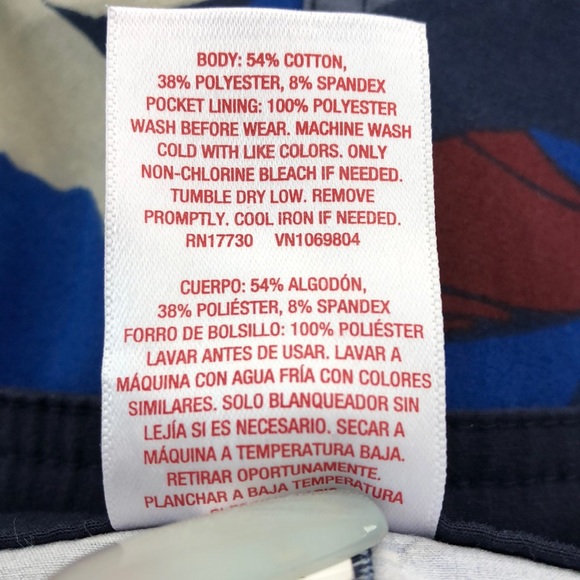 BODY: 54% COTTON,
38% POLYESTER, 8% SPANDEX
POCKET LINING: 100% POLYESTER
WASH BEFORE WEAR. MACHINE WASH
COLD WITH LIKE COLORS. ONLY
NON-CHLORINE BLEACH IF NEEDED.
TUMBLE DRY LOW. REMOVE
PROMPTLY. COOL IRON IF NEEDED.
RN17730 VN1069804
CUERPO: 54% ALGODÓN,
38% POLIÉSTER, 8% SPANDEX
FORRO DE BOLSILLO: 100% POLIÉSTER
LAVAR ANTES DE USAR. LAVAR A
MÁQUINA CON AGUA FRÍA CON COLORES
SIMILARES. SOLO BLANQUEADOR SIN
LEJÍA SI ES NECESARIO. SECAR A
MÁQUINA A TEMPERATURA BAJA.
RETIRAR OPORTUNAMENTE.
PLANCHAR A BAJA TEMPERATURA